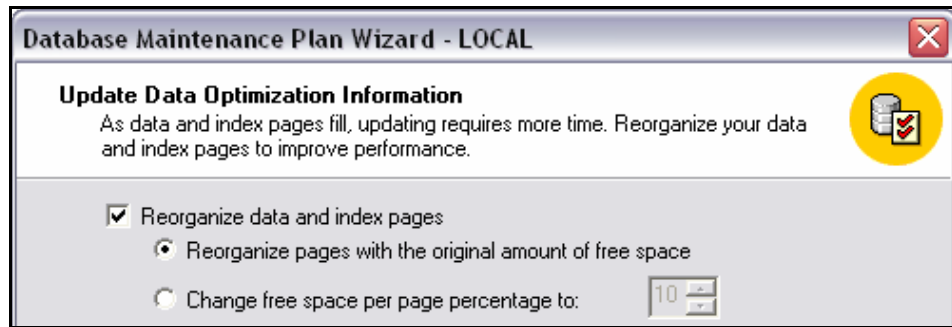 Database Maintenance Plan Wizard - LOCAL
Update Data Optimization Information
As data and index pages fill, updating requires more time. Reorganize your data
and index pages to improve performance.
Reorganize data and index pages
Reorganize pages with the original amount of free space
Change free space per page percentage to: 10